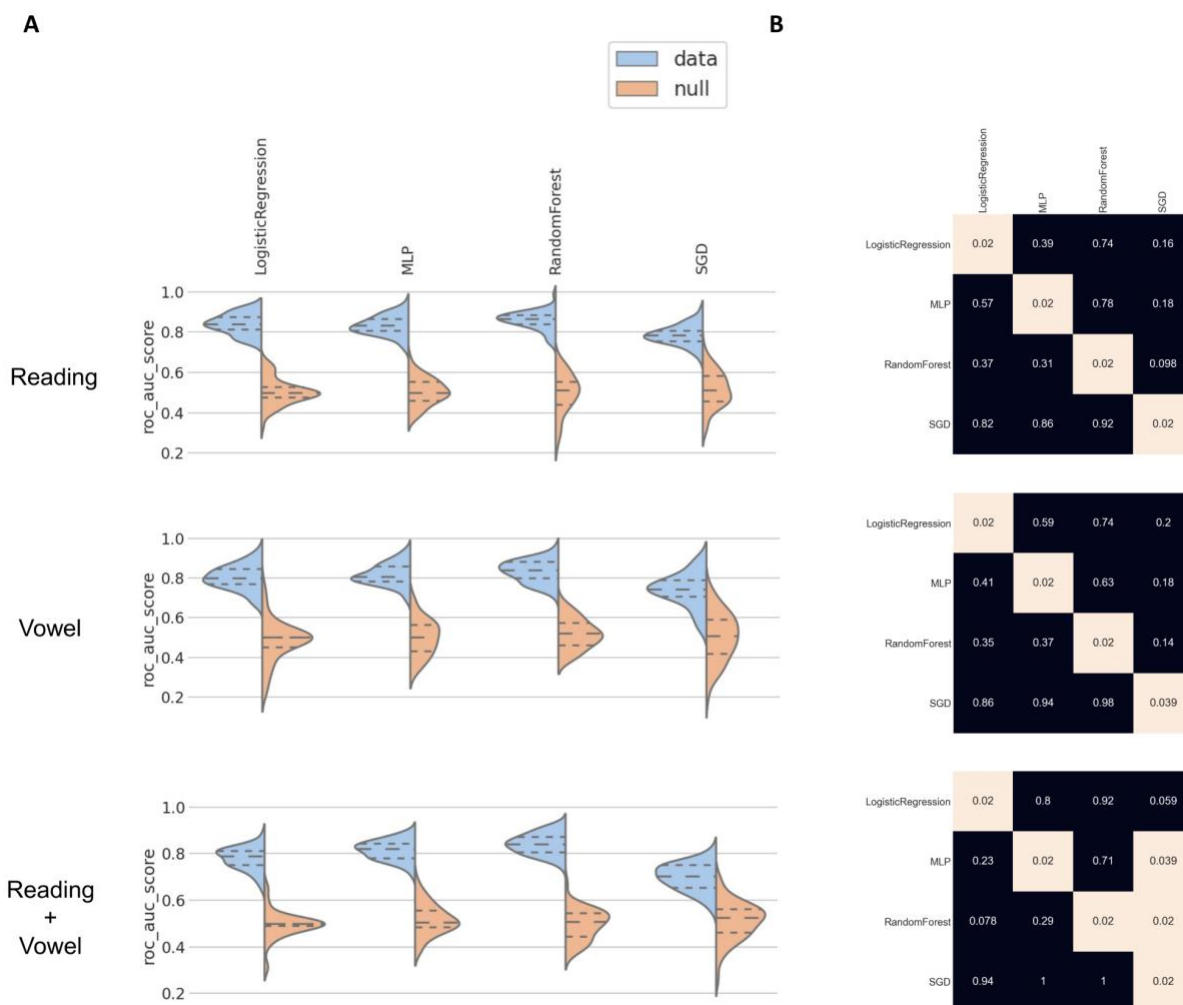 A
B
data
null
LogisticRegression
MLP
RandomForest
SGD
Reading
roc_auc_score
1.0
0.8
0.6
0.4
0.2
LogisticRegression
MLP
RandomForest
SGD
LogisticRegression 0.02 0.39 0.74 0.16
MLP 0.57 0.02 0.78 0.18
RandomForest 0.37 0.31 0.02 0.098
SGD 0.82 0.86 0.92 0.02
Vowel
roc_auc_score
1.0
0.8
0.6
0.4
0.2
LogisticRegression 0.02 0.59 0.74 0.2
MLP 0.41 0.02 0.63 0.18
RandomForest 0.35 0.37 0.02 0.14
SGD 0.86 0.94 0.98 0.039
Reading
+
Vowel
roc_auc_score
1.0
0.8
0.6
0.4
0.2
LogisticRegression 0.02 0.8 0.92 0.059
MLP 0.23 0.02 0.71 0.039
RandomForest 0.078 0.29 0.02 0.02
SGD 0.94 1 1 0.02